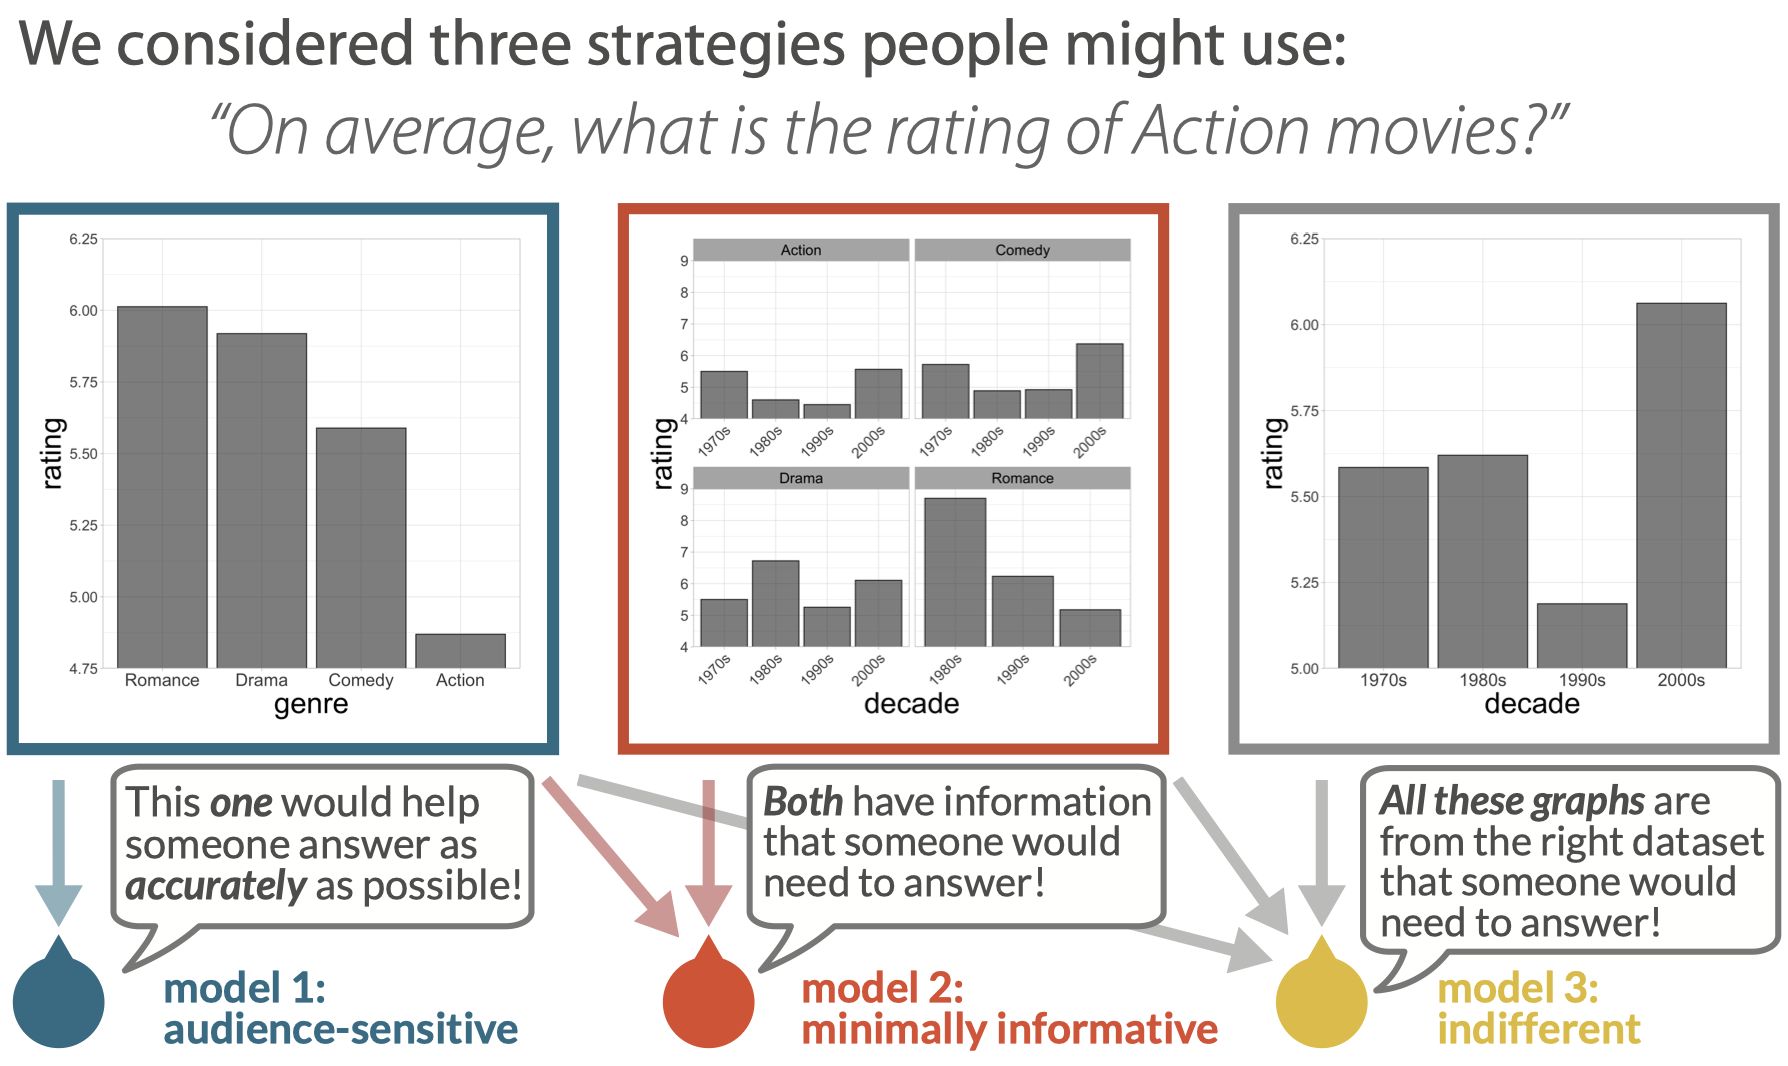 We considered three strategies people might use:
“On average, what is the rating of Action movies?”
6.25
6.00
5.75
5.50
5.25
5.00
4.75
rating
Romance Drama Comedy Action
genre
Action Comedy
9
8
7
6
5
4
1970s 1980s 1990s 2000s 1970s 1980s 1990s 2000s
rating
Drama Romance
9
8
7
6
5
4
1970s 1980s 1990s 2000s 1980s 1990s 2000s
decade
6.25
6.00
5.75
5.50
5.25
5.00
rating
1970s 1980s 1990s 2000s
decade
This one would help
someone answer as
accurately as possible!
model 1:
audience-sensitive
Both have information
that someone would
need to answer!
model 2:
minimally informative
All these graphs are
from the right dataset
that someone would
need to answer!
model 3:
indifferent